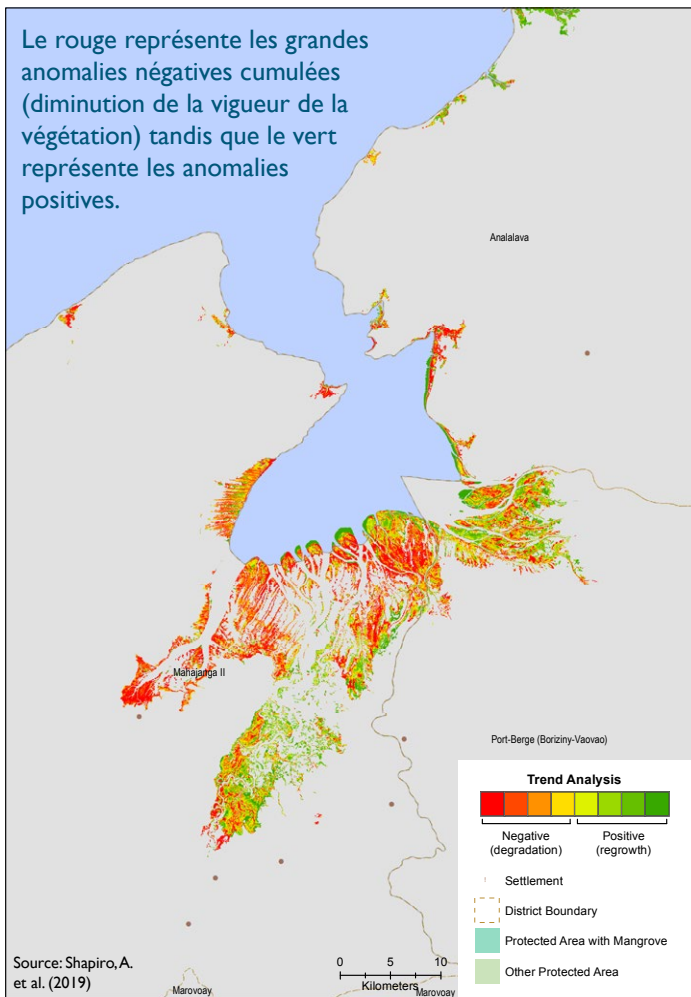 Le rouge représente les grandes
anomalies négatives cumulées
(diminution de la vigueur de la
végétation) tandis que le vert
représente les anomalies
positives.
Analalava
Mahajanga II
Port-Berge (Boriziny-Vaovao)
Trend Analysis
Negative
(degradation)
Positive
(regrowth)
Settlement
District Boundary
Protected Area with Mangrove
Other Protected Area
Source: Shapiro, A.
et al. (2019)
0 5 10
Kilometers
Marovoay
Marovoay